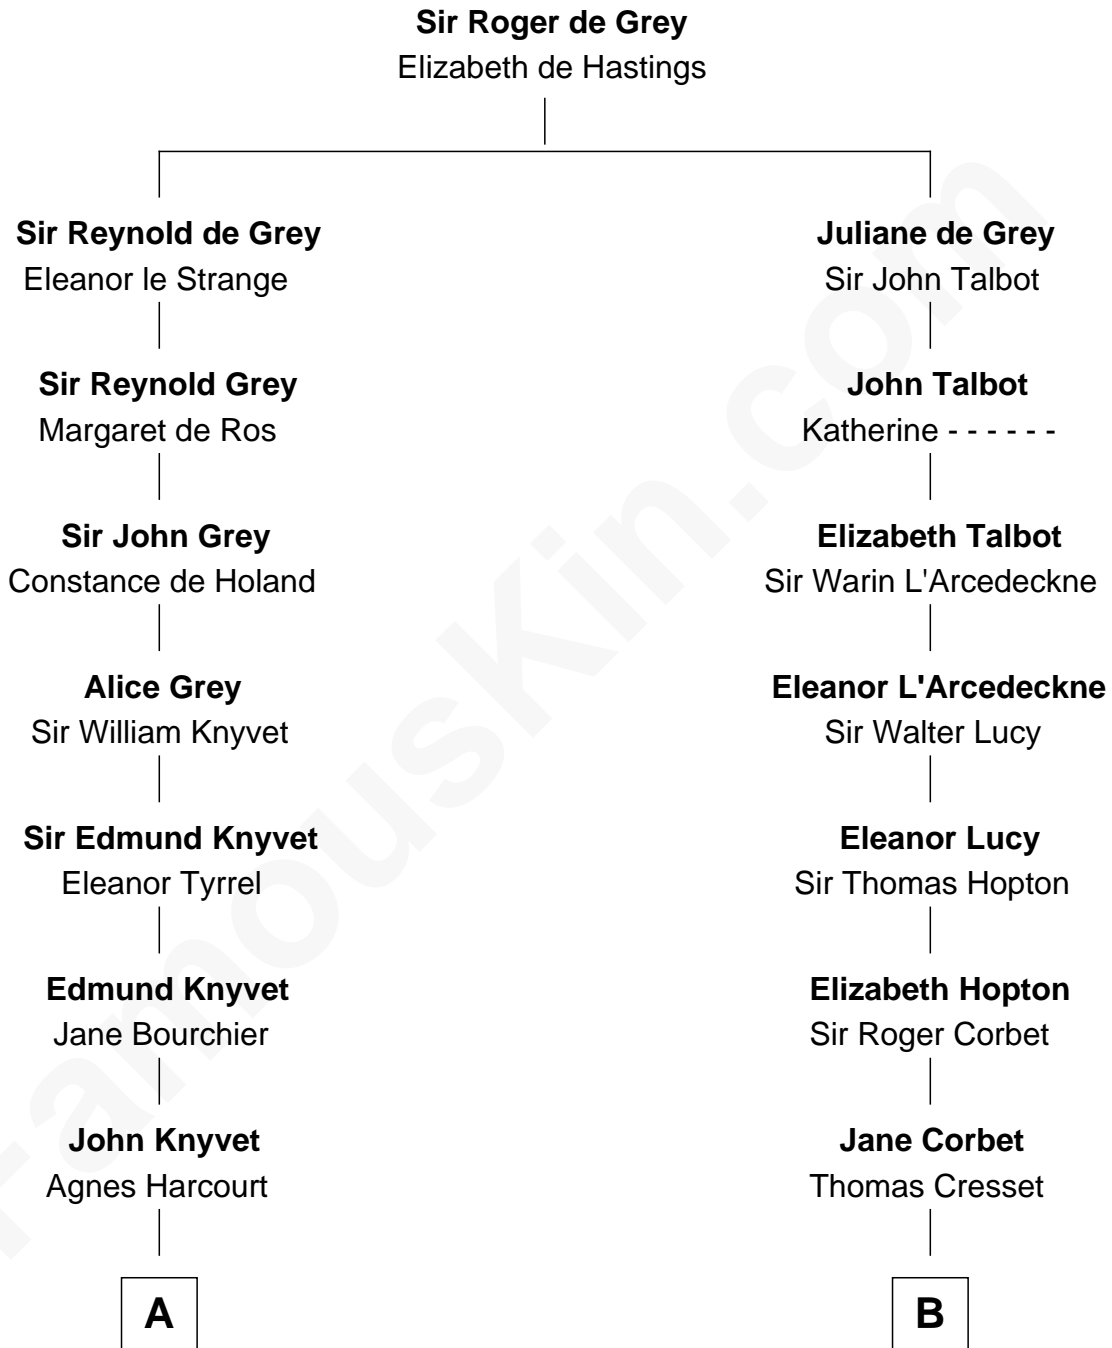 Sir Roger de Grey
Elizabeth de Hastings
Sir Reynold de Grey
Eleanor le Strange
Juliane de Grey
Sir John Talbot
Sir Reynold Grey
Margaret de Ros
John Talbot
Katherine - - - - - -
Sir John Grey
Constance de Holand
Elizabeth Talbot
Sir Warin L'Arcedeckne
Alice Grey
Sir William Knyvet
Eleanor L'Arcedeckne
Sir Walter Lucy
Sir Edmund Knyvet
Eleanor Tyrrel
Eleanor Lucy
Sir Thomas Hopton
Edmund Knyvet
Jane Bourchier
Elizabeth Hopton
Sir Roger Corbet
John Knyvet
Agnes Harcourt
Jane Corbet
Thomas Cresset
A
B
FamousKin.com